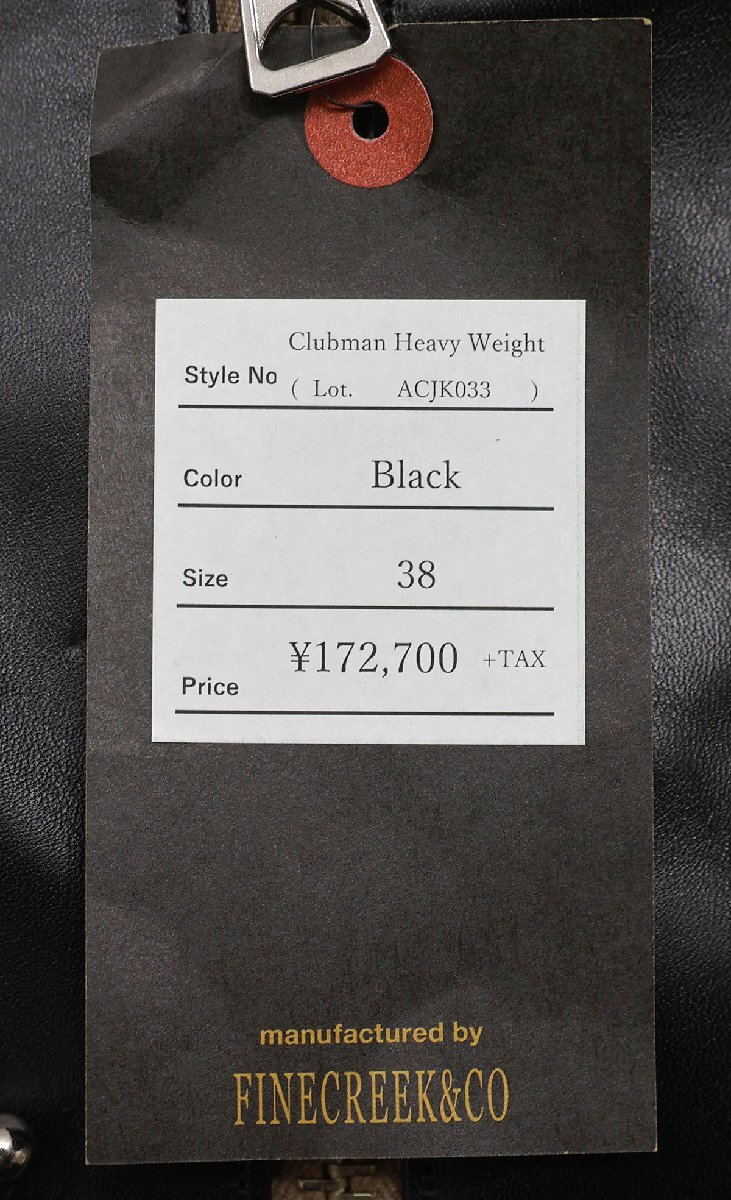 Clubman Heavy Weight
Style No ( Lot. ACJK033 )
Color Black
Size 38
Price ¥172,700 +TAX
manufactured by
FINECREEK&CO